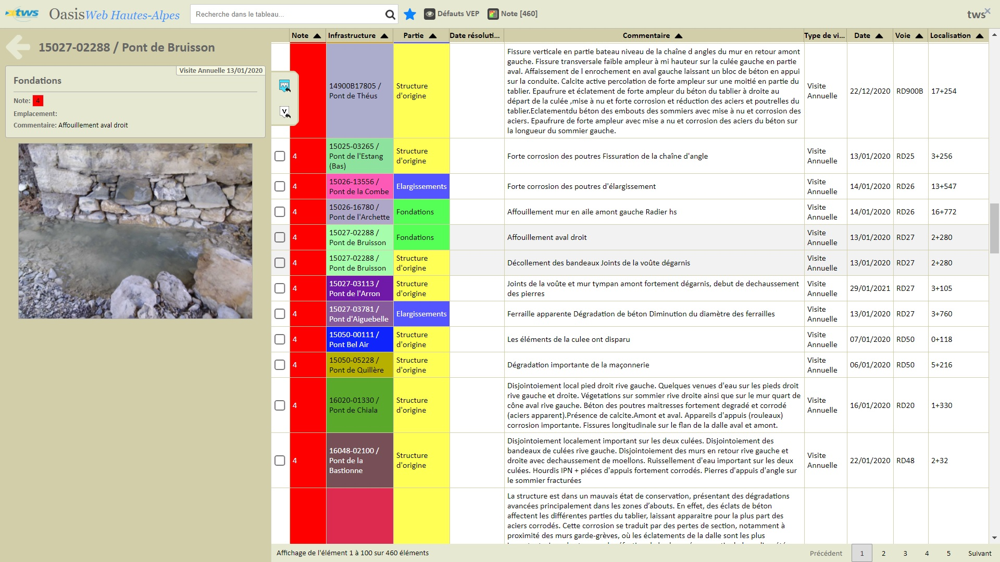 tws
OasisWeb Hautes-Alpes
Recherche dans le tableau...
Défauts VEP
Note [460]
tws
15027-02288 / Pont de Bruisson
Visite Annuelle 13/01/2020
Fondations
Note: 4
Emplacement:
Commentaire: Affouillement aval droit
V
Note Infrastructure Partie Date résoluti... Commentaire Type de vi... Date Voie Localisation
14900B17805 /
Pont de Théus
Structure
d'origine
Fissure verticale en partie bateau niveau de la chaîne d angles du mur en retour amont
gauche. Fissure transversale faible ampleur à mi hauteur sur la culée gauche en partie
aval. Affaissement de l enrochement en aval gauche laissant un bloc de béton en appui
sur la conduite. Calcite active percolation de forte ampleur sur une moitié en partie du
tablier. Epaufrure et éclatement de forte ampleur du béton du tablier à droite au
départ de la culée ,mise à nu et forte corrosion et réduction des aciers et poutrelles du
tablier.Eclatementdu béton des embouts des sommiers avec mise à nu et corrosion des
aciers. Epaufrure de forte ampleur avec mise a nu et corrosion des aciers du béton sur
la longueur du sommier gauche.
Visite
Annuelle
22/12/2020 RD900B 17+254
4
15025-03265 /
Pont de l'Estang
(Bas)
Structure
d'origine
Forte corrosion des poutres Fissuration de la chaîne d'angle
Visite
Annuelle
13/01/2020 RD25 3+256
4
15026-13556 /
Pont de la Combe
Elargissements
Forte corrosion des poutres d'élargissement
Visite
Annuelle
14/01/2020 RD26 13+547
4
15026-16780 /
Pont de l'Archette
Fondations
Affouillement mur en aile amont gauche Radier hs
Visite
Annuelle
14/01/2020 RD26 16+772
4
15027-02288 /
Pont de Bruisson
Fondations
Affouillement aval droit
Visite
Annuelle
13/01/2020 RD27 2+280
4
15027-02288 /
Pont de Bruisson
Structure
d'origine
Décollement des bandeaux Joints de la voûte dégarnis
Visite
Annuelle
13/01/2020 RD27 2+280
4
15027-03113 /
Pont de l'Arron
Structure
d'origine
Joints de la voûte et mur tympan amont fortement dégarnis, debut de dechaussement
des pierres
Visite
Annuelle
29/01/2021 RD27 3+105
4
15027-03781 /
Pont d'Aiguebelle
Elargissements
Ferraille apparente Dégradation de béton Diminution du diamètre des ferrailles
Visite
Annuelle
13/01/2020 RD27 3+760
4
15050-00111 /
Pont Bel Air
Structure
d'origine
Les éléments de la culee ont disparu
Visite
Annuelle
07/01/2020 RD50 0+118
4
15050-05228 /
Pont de Quillère
Structure
d'origine
Dégradation importante de la maçonnerie
Visite
Annuelle
06/01/2020 RD50 5+216
4
16020-01330 /
Pont de Chiala
Structure
d'origine
Disjointoiement local pied droit rive gauche. Quelques venues d'eau sur les pieds droit
rive gauche et droite. Végetations sur sommier rive droite ainsi que sur le mur quart de
cône aval rive gauche. Béton des poutres maitresses fortement degradé et corrodé
(aciers apparent).Présence de calcite.Amont et aval. Appareils d'appuis (rouleaux)
corrosion importante. Fissures longitudinale sur le flan de la dalle aval et amont.
Visite
Annuelle
16/01/2020 RD20 1+330
4
16048-02100 /
Pont de la
Bastionne
Structure
d'origine
Disjointoiement localement important sur les deux culées. Disjointoiement des
bandeaux de culées rive gauche. Disjointoiement des murs en retour rive gauche et
droite avec dechaussement de moellons. Ruissellement d'eau important sur les deux
culées. Hourdis IPN + piéces d'appuis fortement corrodés. Pierres d'appuis d'angle sur
le sommier fracturées
Visite
Annuelle
22/01/2020 RD48 2+32
La structure est dans un mauvais état de conservation, présentant des dégradations
avancées principalement dans les zones d’abouts. En effet, des éclats de béton
affectent les différentes parties du tablier, laissant apparaitre pour la plus part des
aciers corrodés. Cette corrosion se traduit par des pertes de section, notamment à
proximité des murs garde-grèves, où les éclatements de la dalle sont les plus
Affichage de l'élément 1 à 100 sur 460 éléments
Précédent 1 2 3 4 5 Suivant